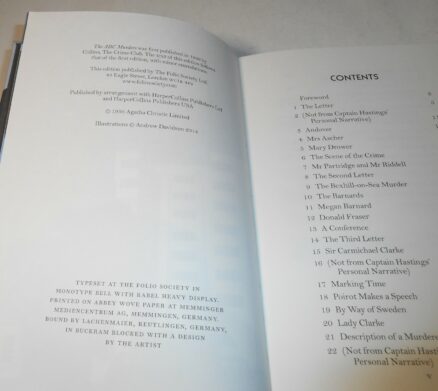 The ABC Murders was first published in 1936 by
Collins, The Crime Club. The text of this edition follows
that of the first edition, with minor emendations.
This edition published by The Folio Society Ltd,
44 Eagle Street, London WC1R 4FS
www.foliosociety.com
Published by arrangement with HarperCollins Publishers Ltd
and HarperCollins Publishers USA
© 1936 Agatha Christie Limited
Illustrations © Andrew Davidson 2014
TYPESET AT THE FOLIO SOCIETY IN
MONOTYPE BELL WITH BABEL HEAVY DISPLAY.
PRINTED ON ABBEY WOVE PAPER BY MEMMINGER
MEDIENCENTRUM AG, MEMMINGEN, GERMANY.
BOUND BY LACHENMAIER, REUTLINGEN, GERMANY,
IN BUCKRAM BLOCKED WITH A DESIGN
BY THE ARTIST
CONTENTS
Foreword
1 The Letter
2 (Not from Captain Hastings'
Personal Narrative)
3 Andover
4 Mrs Ascher
5 Mary Drower
6 The Scene of the Crime
7 Mr Partridge and Mr Riddell
8 The Second Letter
9 The Bexhill-on-Sea Murder
10 The Barnards
11 Megan Barnard
12 Donald Fraser
13 A Conference
14 The Third Letter
15 Sir Carmichael Clarke
16 (Not from Captain Hastings'
Personal Narrative)
17 Marking Time
18 Poirot Makes a Speech
19 By Way of Sweden
20 Lady Clarke
21 Description of a Murderer
22 (Not from Captain Hastings'
Personal Narrative)